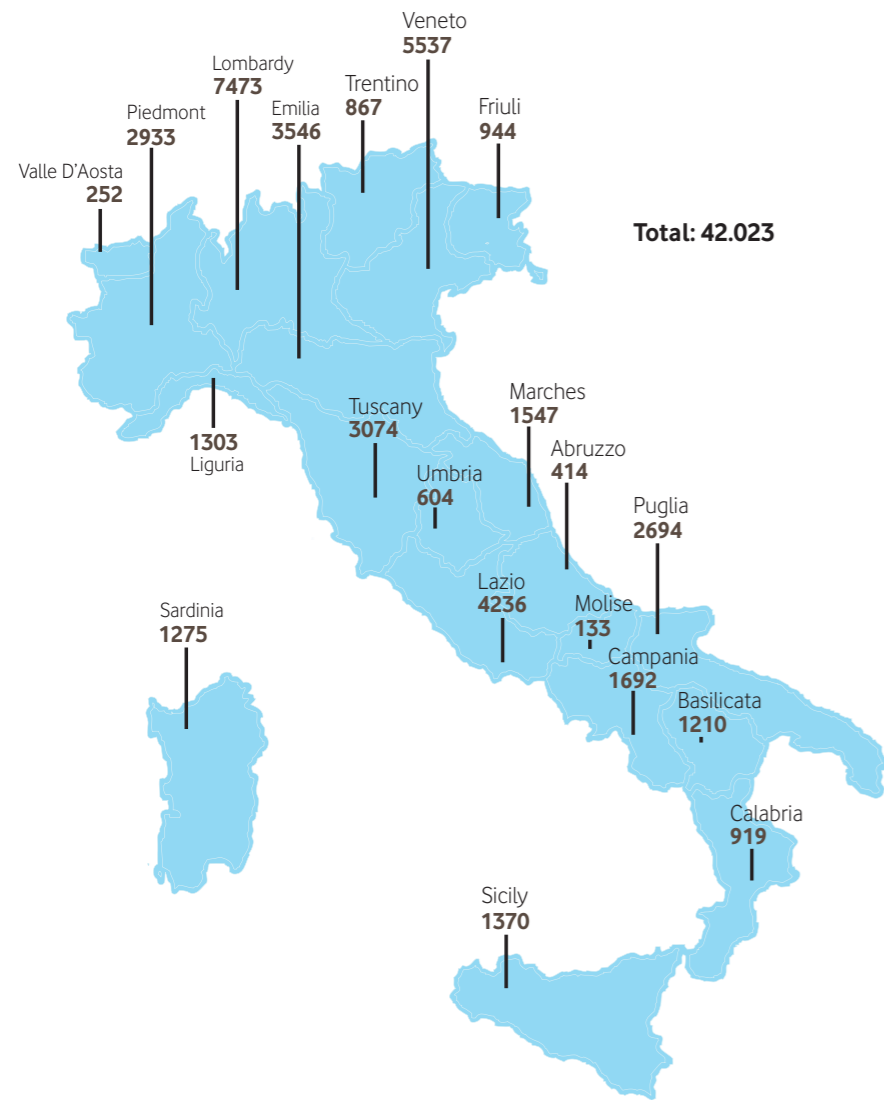 Veneto
5537
Lombardy
7473
Trentino
867
Emilia
3546
Friuli
944
Piedmont
2933
Valle D'Aosta
252
Total: 42.023
Marches
1547
Tuscany
3074
1303
Liguria
Abruzzo
414
Umbria
604
Puglia
2694
Lazio
4236
Molise
133
Sardinia
1275
Campania
1692
Basilicata
1210
Calabria
919
Sicily
1370